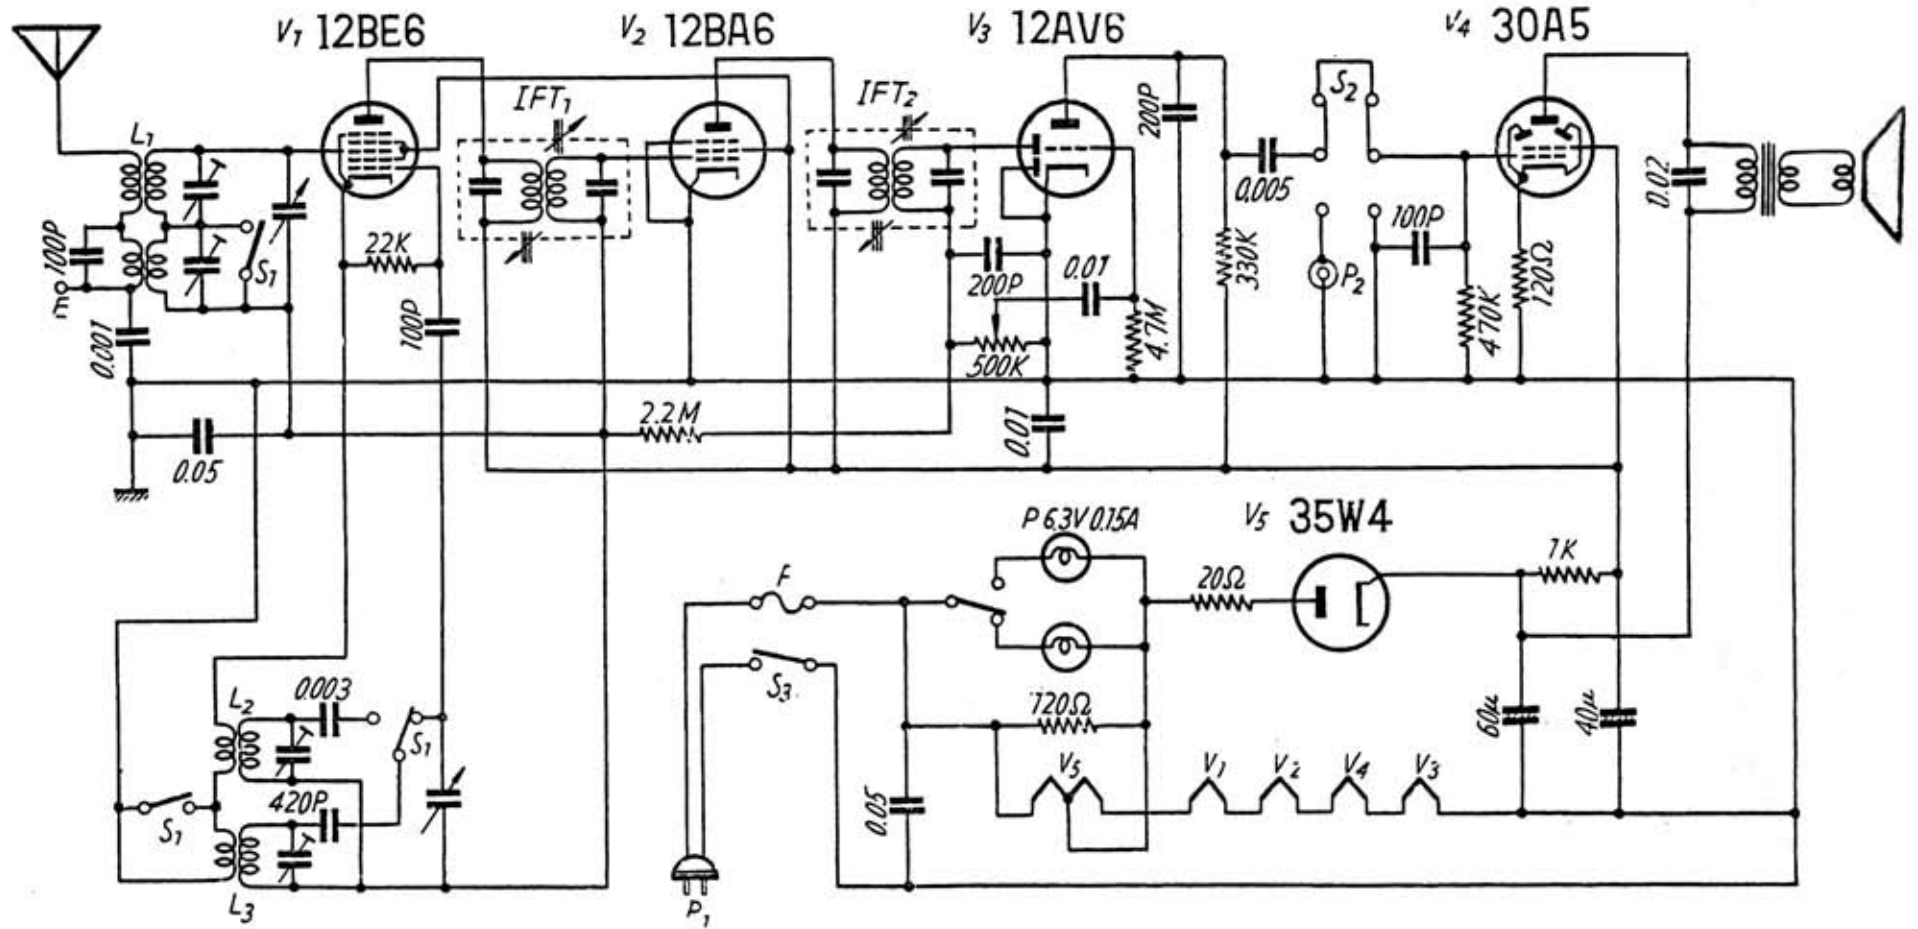 V1 12BE6
V2 12BA6
V3 12AV6
V4 30A5
L1
IFT1
IFT2
200P
S2
0.005
0.02
100P
E
S1
22K
100P
200P
0.01
330K
P2
100P
120Ω
0.001
500K
4.7M
470K
2.2M
0.01
0.05
P 6.3V 0.15A
V5 35W4
F
20Ω
1K
S3
L2
0.003
S1
120Ω
60μ
40μ
420P
V5
V1
V2
V4
V3
S1
0.05
L3
P1